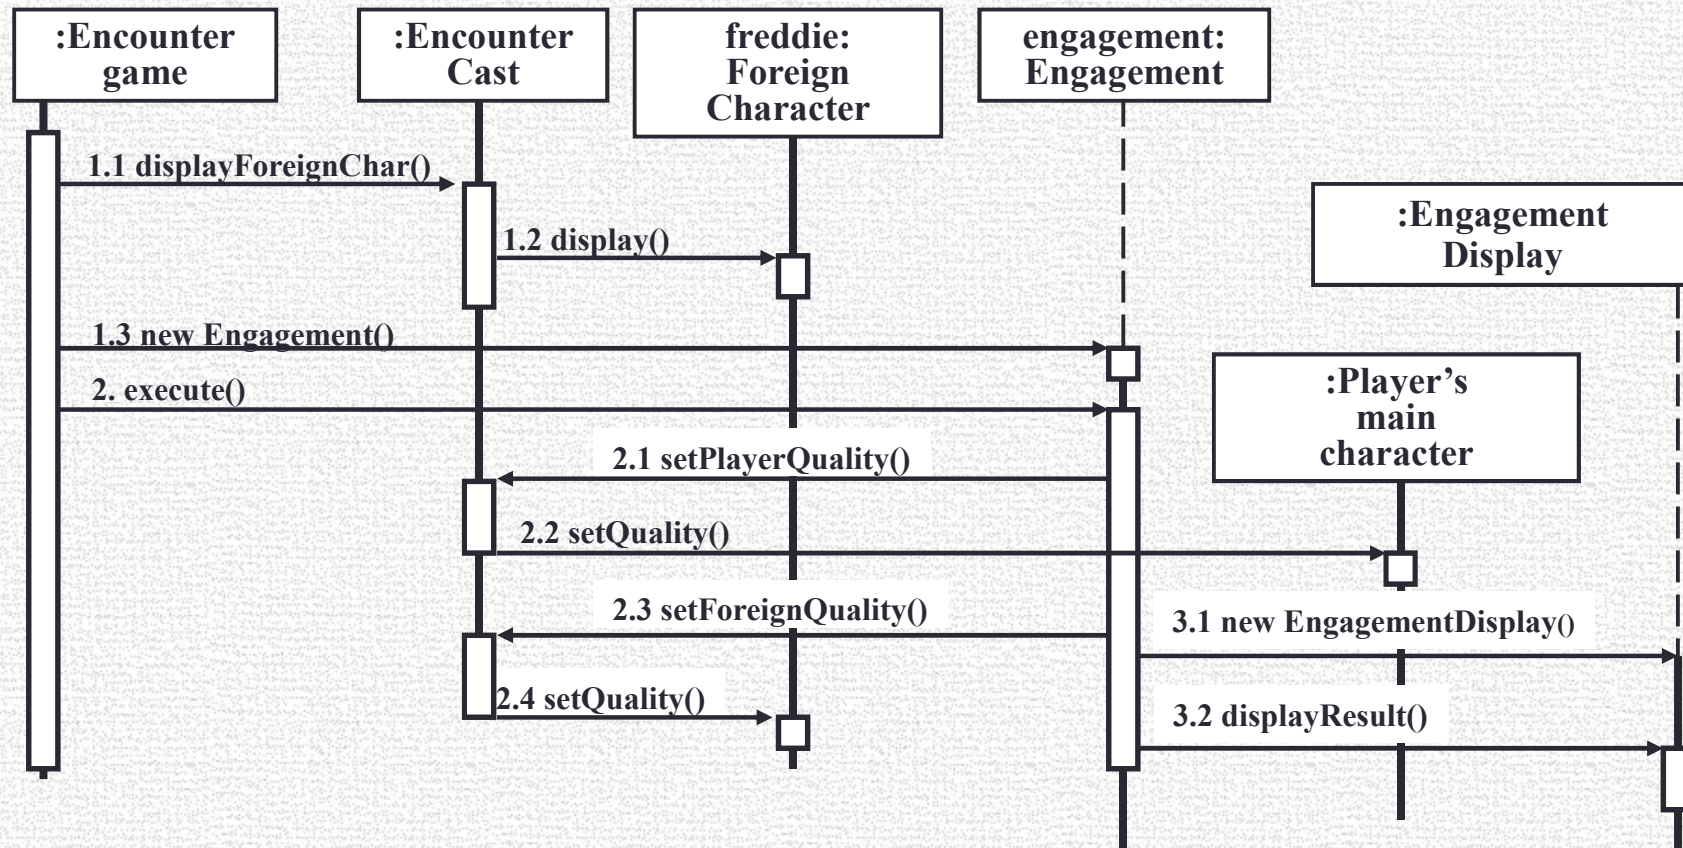 :Encounter
game
:Encounter
Cast
freddie:
Foreign
Character
engagement:
Engagement
1.1 displayForeignChar()
:Engagement
Display
1.2 display()
1.3 new Engagement()
:Player’s
main
character
2. execute()
2.1 setPlayerQuality()
2.2 setQuality()
2.3 setForeignQuality()
3.1 new EngagementDisplay()
2.4 setQuality()
3.2 displayResult()